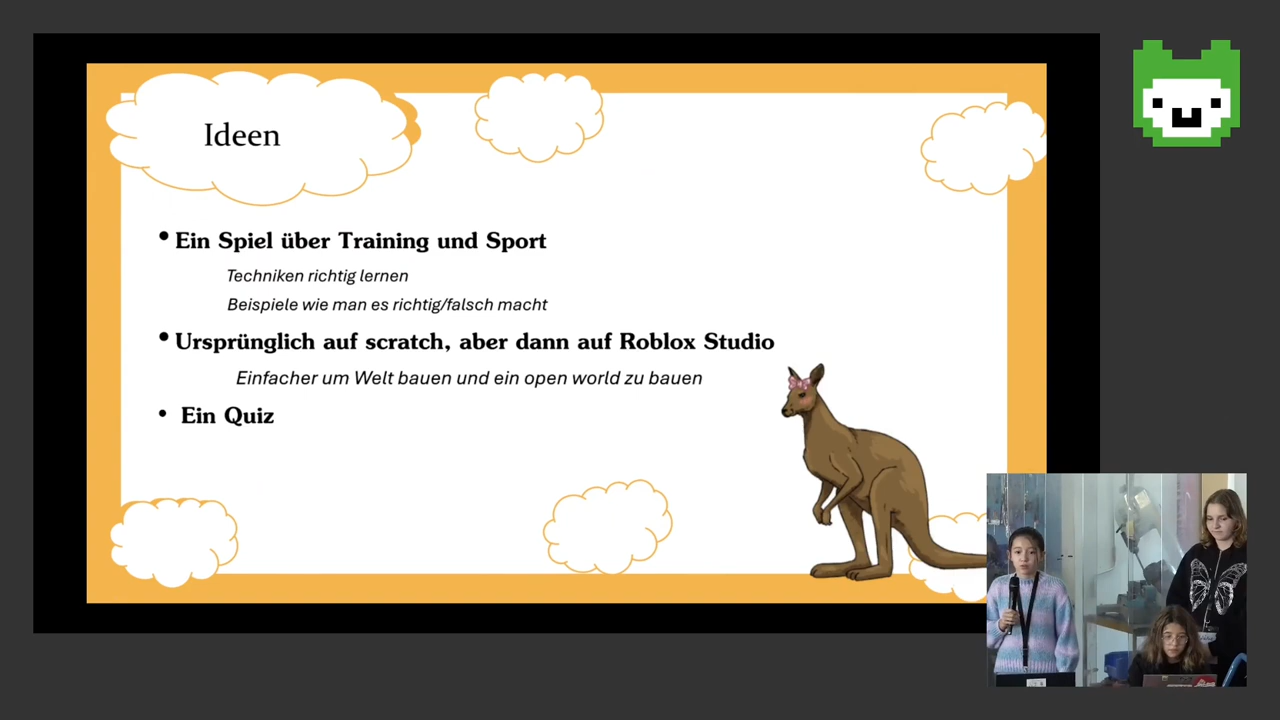 Ideen
• Ein Spiel über Training und Sport
Techniken richtig lernen
Beispiele wie man es richtig/falsch macht
• Ursprünglich auf scratch, aber dann auf Roblox Studio
Einfacher um Welt bauen und ein open world zu bauen
• Ein Quiz